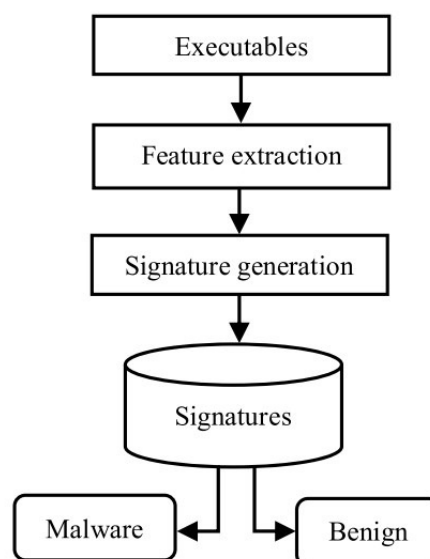 Executables
Feature extraction
Signature generation
Signatures
Malware
Benign